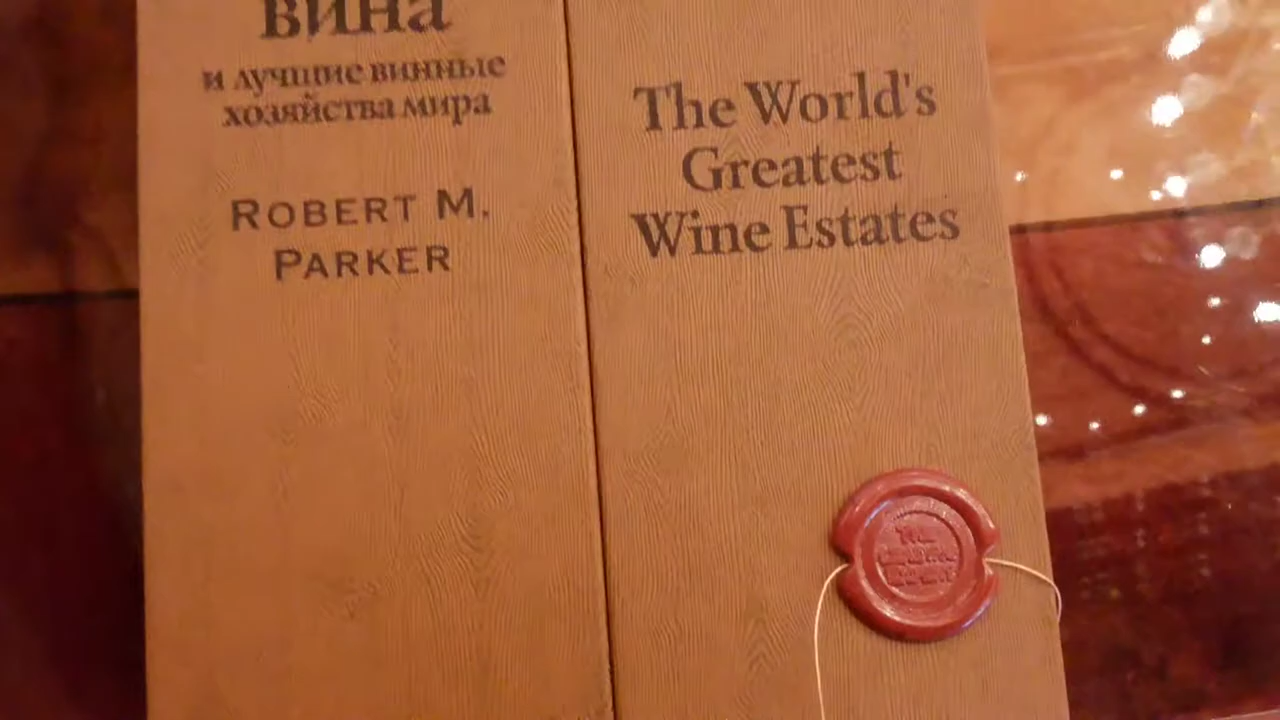 вина
и лучшие винные
хозяйства мира
ROBERT M.
PARKER
The World's
Greatest
Wine Estates